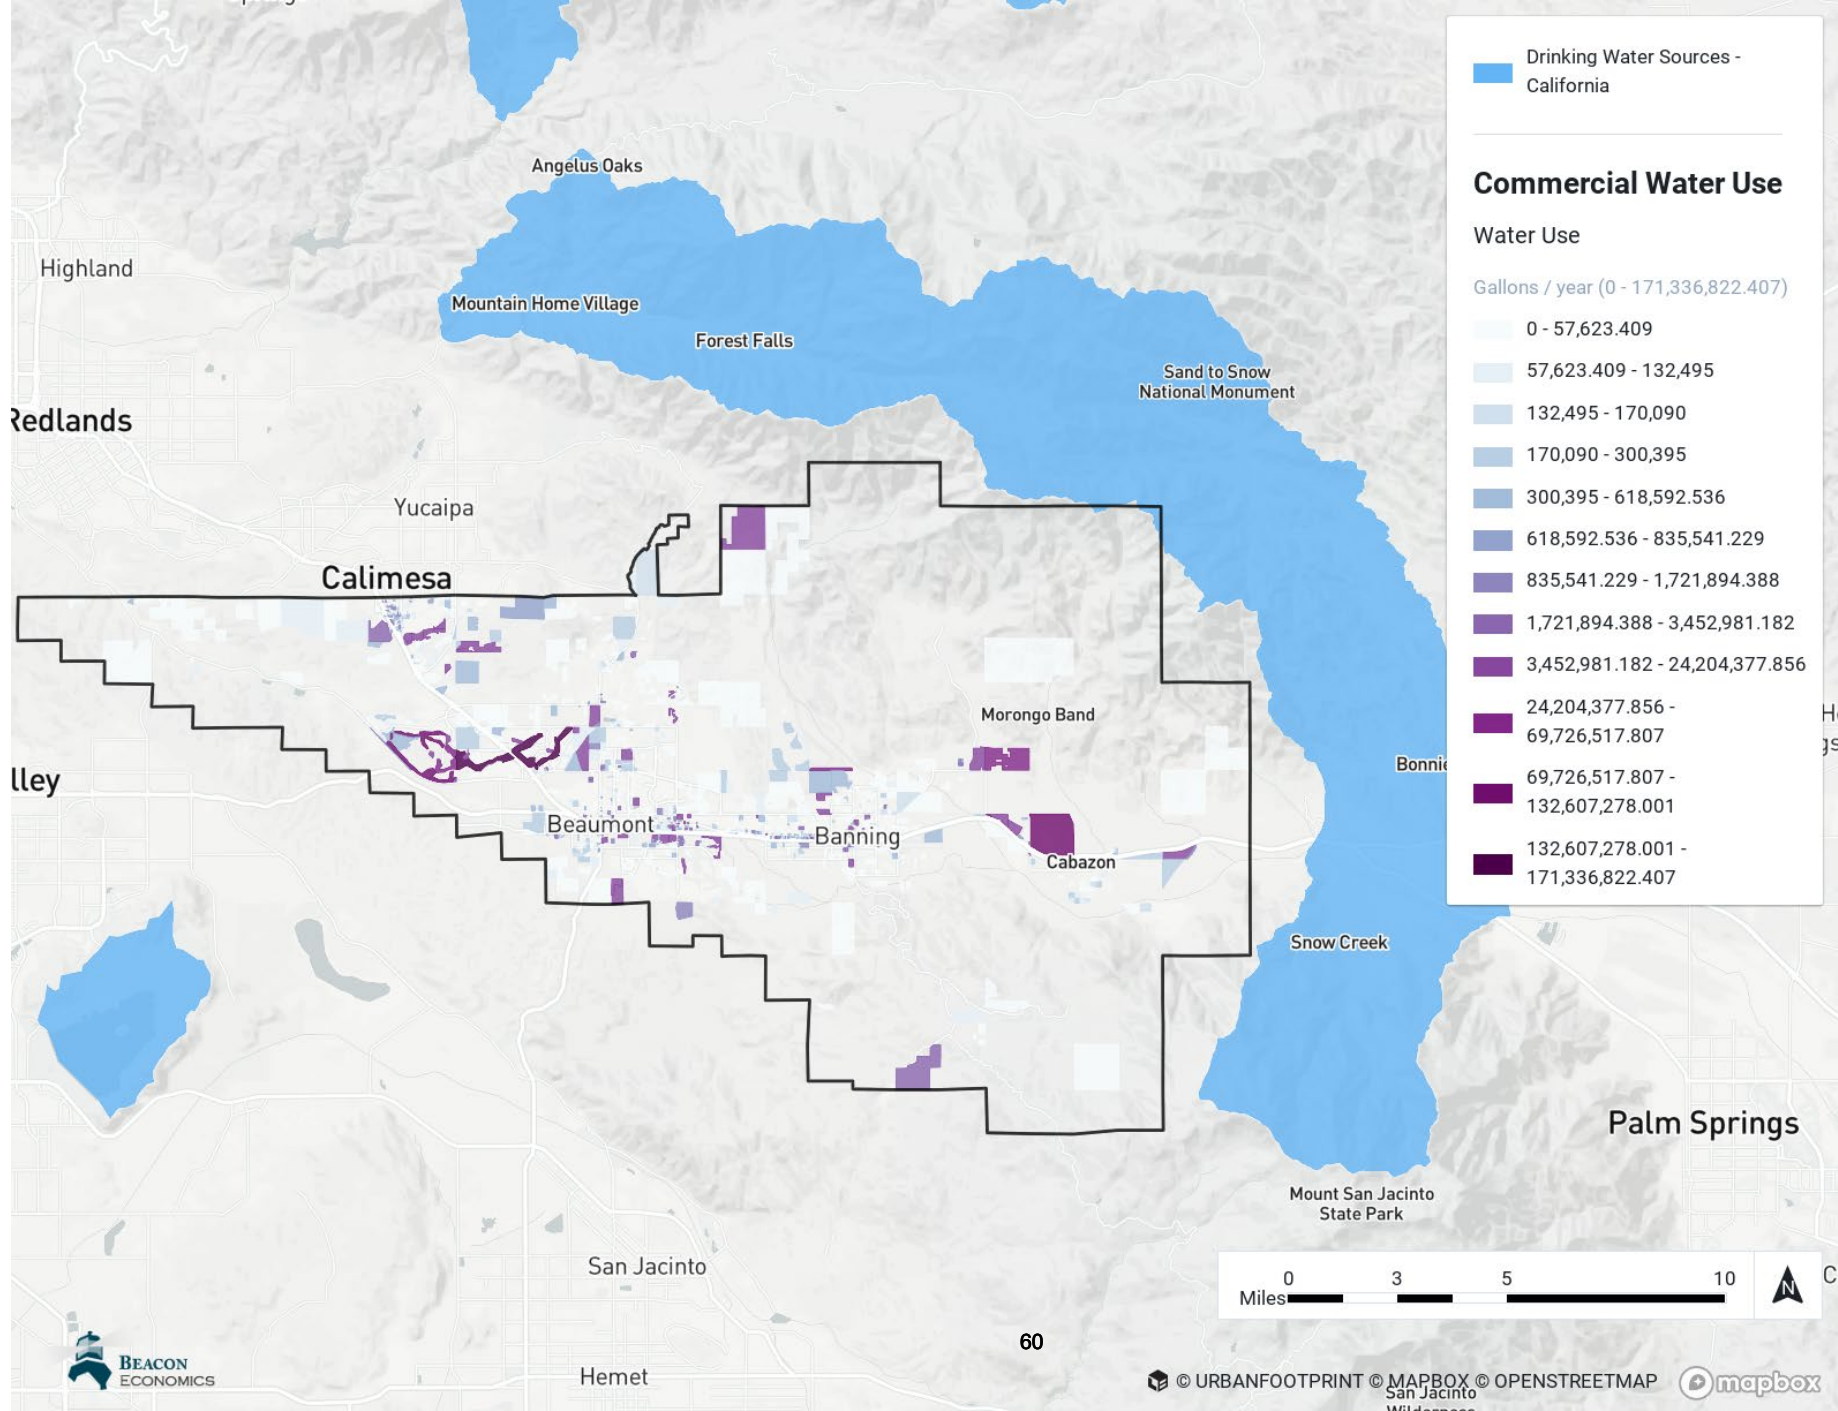 Drinking Water Sources -
California
Commercial Water Use
Water Use
Gallons / year (0 - 171,336,822.407)
0 - 57,623.409
57,623.409 - 132,495
132,495 - 170,090
170,090 - 300,395
300,395 - 618,592.536
618,592.536 - 835,541.229
835,541.229 - 1,721,894.388
1,721,894.388 - 3,452,981.182
3,452,981.182 - 24,204,377.856
24,204,377.856 -
69,726,517.807
69,726,517.807 -
132,607,278.001
132,607,278.001 -
171,336,822.407
Angelus Oaks
Highland
Mountain Home Village
Forest Falls
Sand to Snow
National Monument
Redlands
Yucaipa
Calimesa
Morongo Band
Bonnie
lley
Beaumont
Banning
Cabazon
Snow Creek
Palm Springs
Mount San Jacinto
State Park
San Jacinto
0 3 5 10
Miles
N
60
BEACON
ECONOMICS
Hemet
© URBANFOOTPRINT © MAPBOX © OPENSTREETMAP
mapbox
San Jacinto